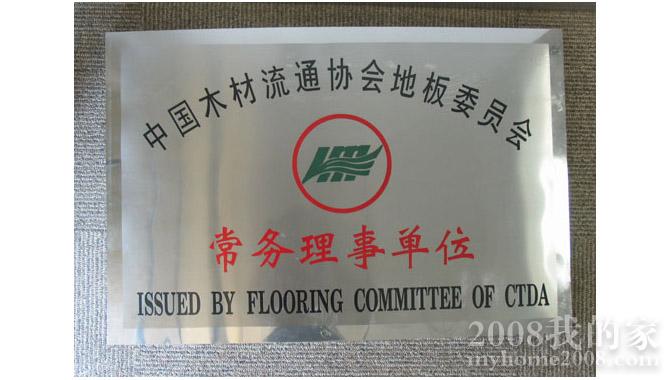 中国木材流通协会地板委员会
常务理事单位
ISSUED BY FLOORING COMMITTEE OF CTDA
2008我的家
myhome2008.com